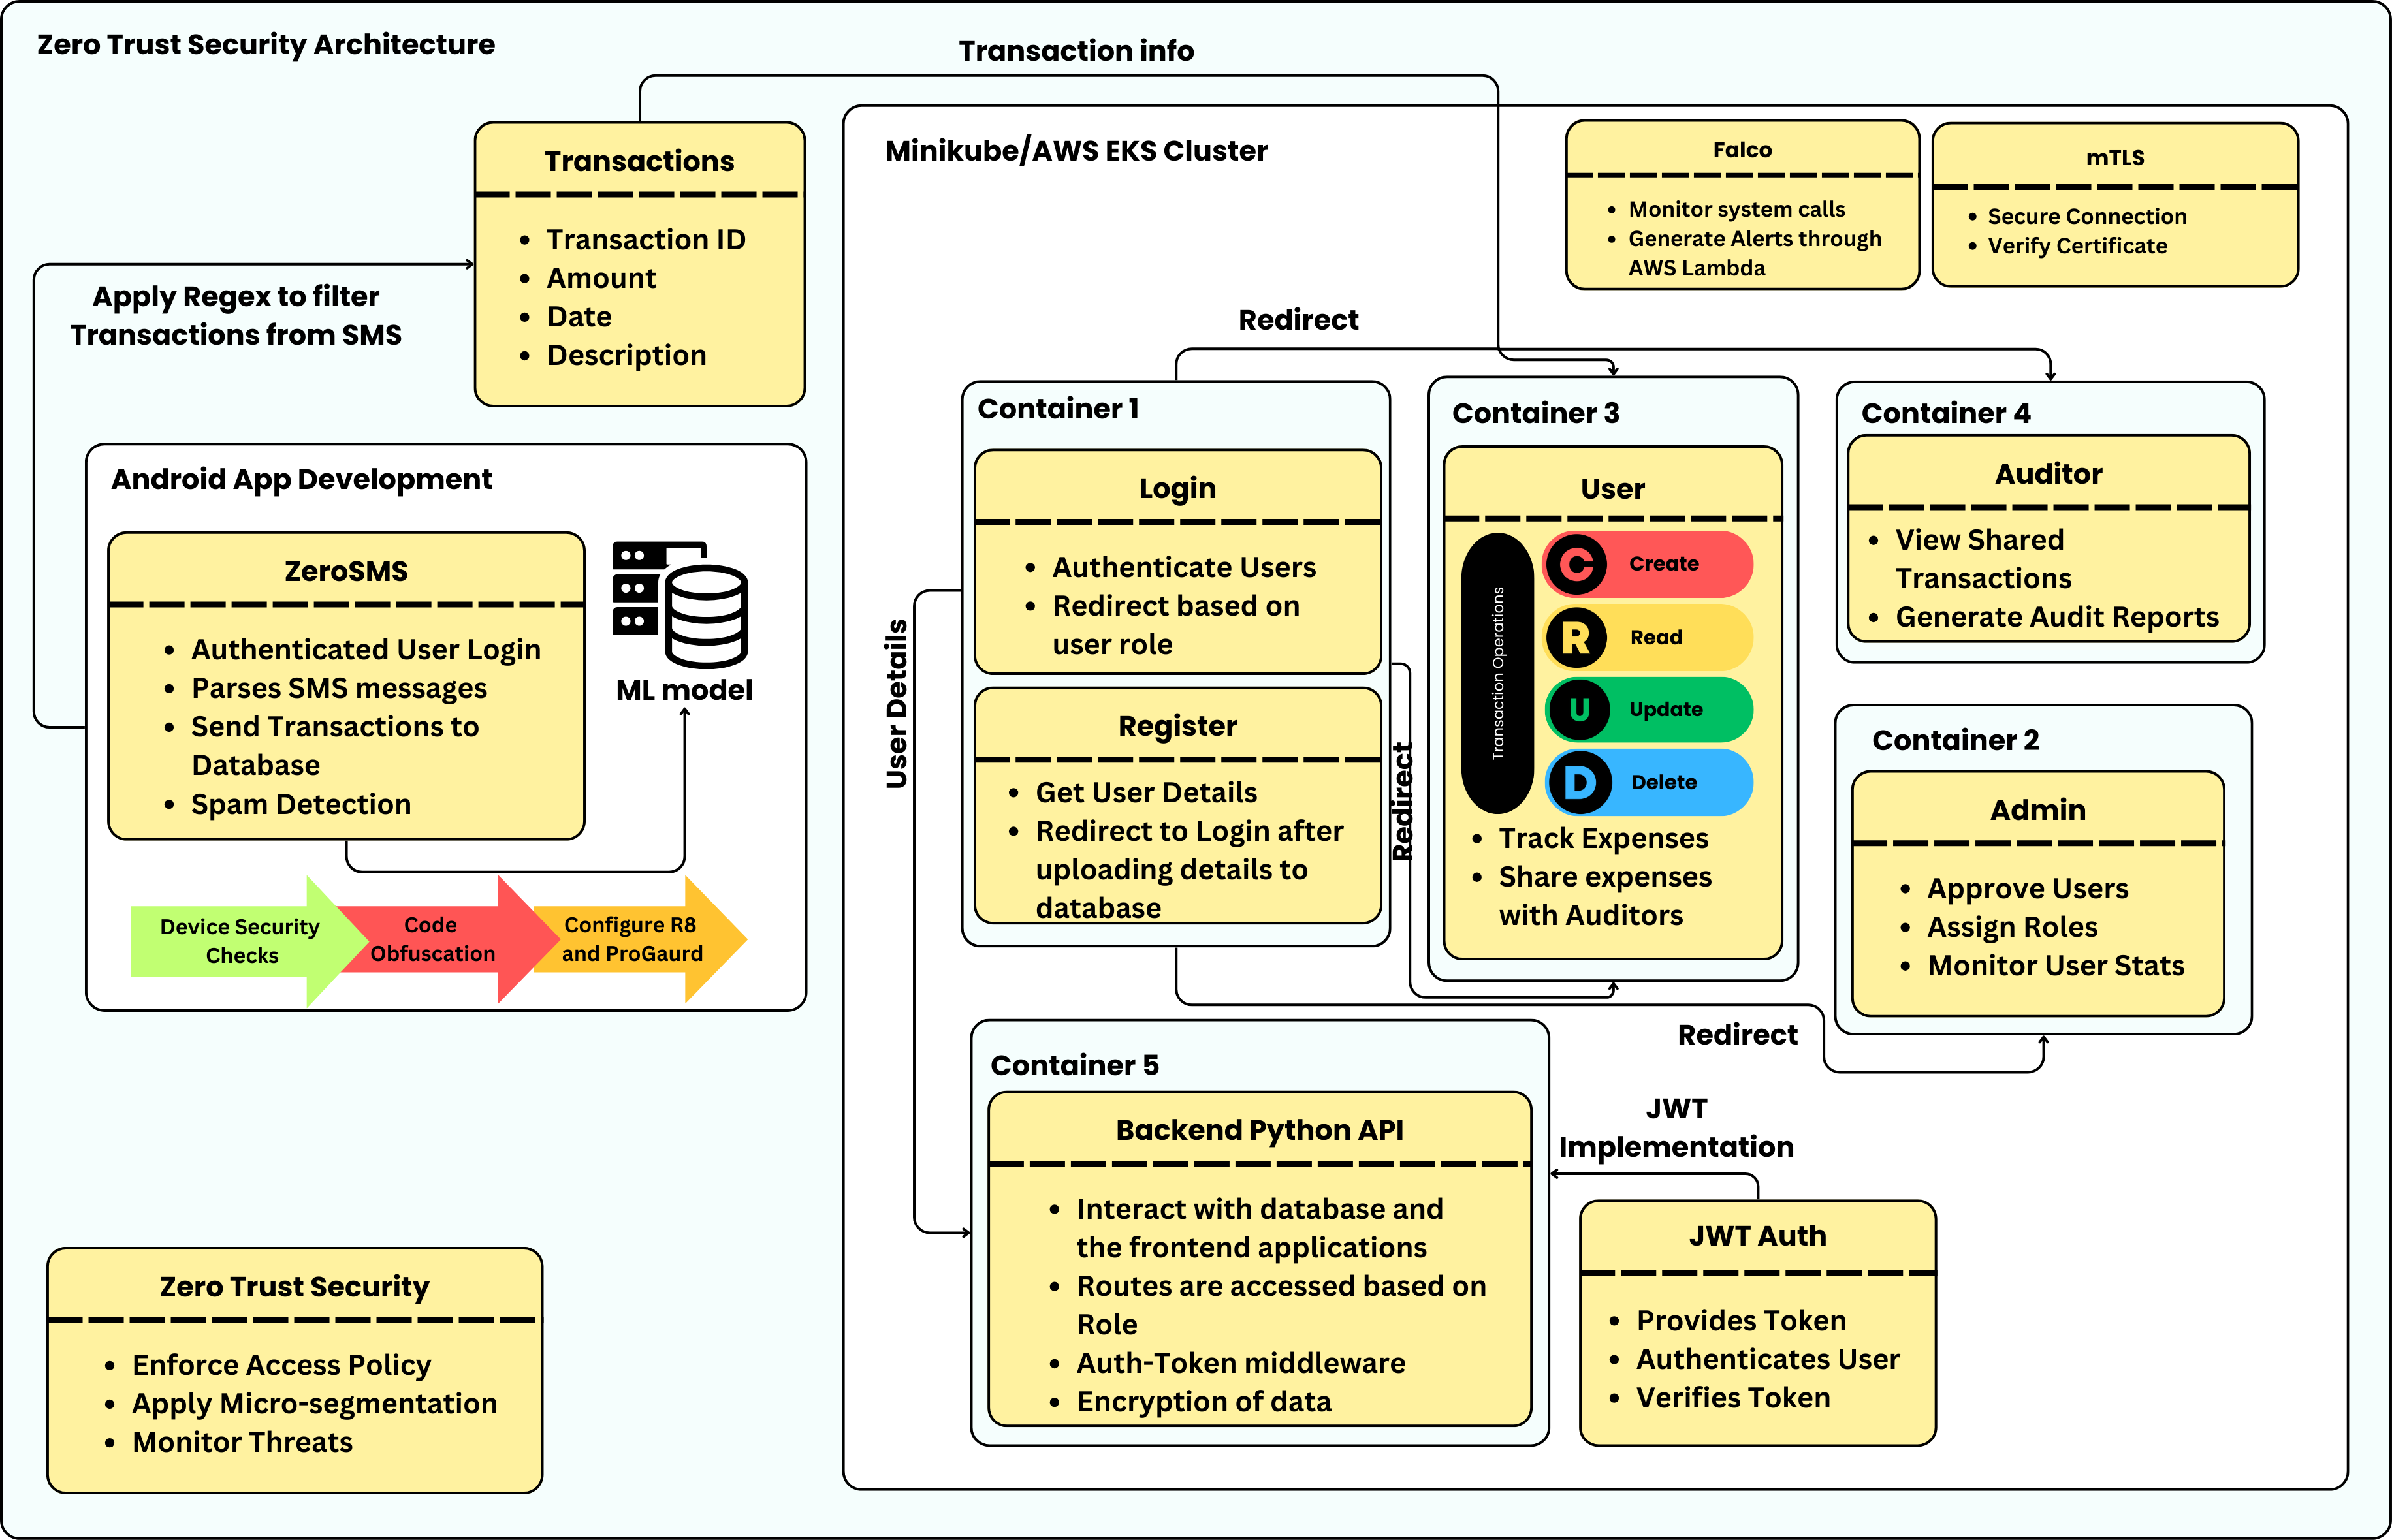 Zero Trust Security Architecture
Transaction info
Transactions
Transaction ID
Amount
Date
Description
Apply Regex to filter
Transactions from SMS
Android App Development
ZeroSMS
Authenticated User Login
Parses SMS messages
Send Transactions to
Database
Spam Detection
ML model
Device Security
Checks
Code
Obfuscation
Configure R8
and ProGaurd
Zero Trust Security
Enforce Access Policy
Apply Micro-segmentation
Monitor Threats
Minikube/AWS EKS Cluster
Falco
Monitor system calls
Generate Alerts through
AWS Lambda
mTLS
Secure Connection
Verify Certificate
Redirect
Container 1
Login
Authenticate Users
Redirect based on
user role
Register
Get User Details
Redirect to Login after
uploading details to
database
User Details
Redirect
Container 3
User
Transaction Operations
C Create
R Read
U Update
D Delete
Track Expenses
Share expenses
with Auditors
Container 4
Auditor
View Shared
Transactions
Generate Audit Reports
Container 2
Admin
Approve Users
Assign Roles
Monitor User Stats
Redirect
Container 5
Backend Python API
Interact with database and
the frontend applications
Routes are accessed based on
Role
Auth-Token middleware
Encryption of data
JWT
Implementation
JWT Auth
Provides Token
Authenticates User
Verifies Token